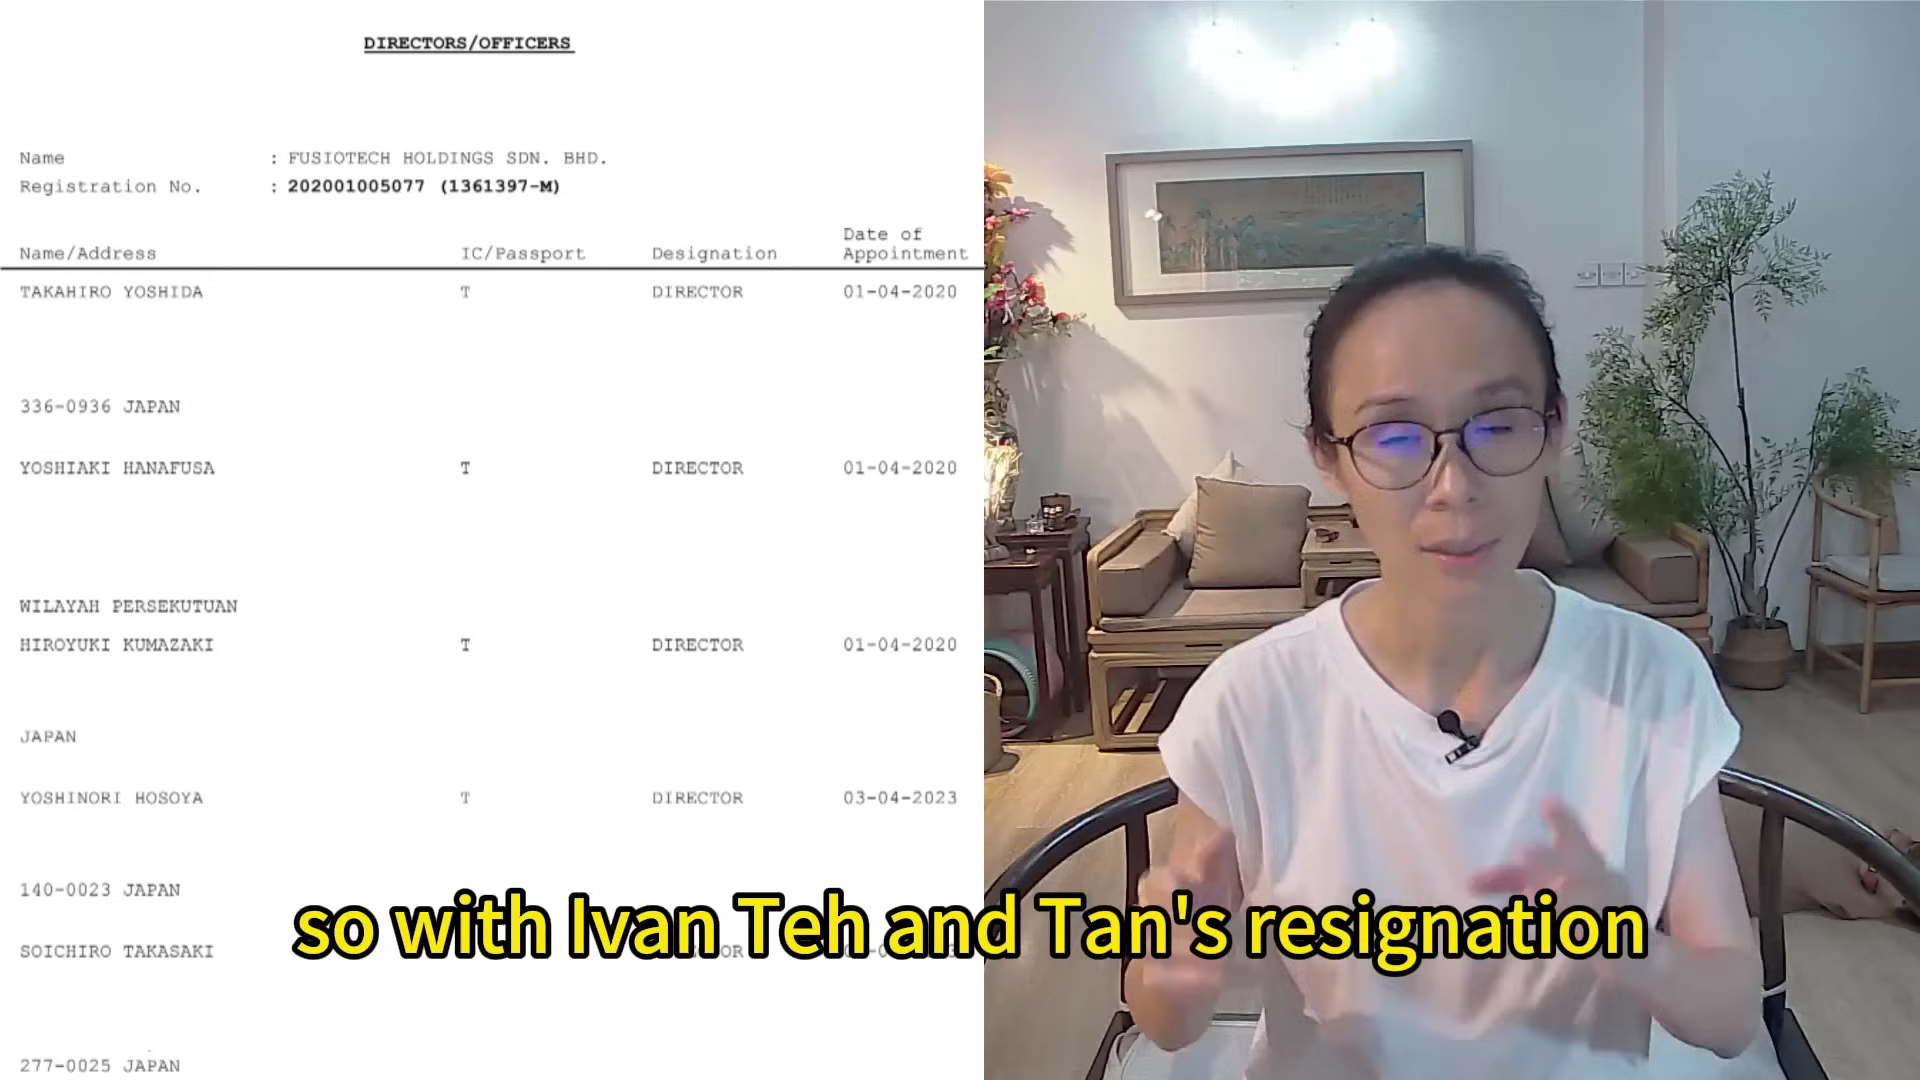 DIRECTORS/OFFICERS
Name : FUSIOTECH HOLDINGS SDN. BHD.
Registration No. : 202001005077 (1361397-M)
Name/Address IC/Passport Designation Date of Appointment
TAKAHIRO YOSHIDA T DIRECTOR 01-04-2020
336-0936 JAPAN
YOSHIAKI HANAFUSA T DIRECTOR 01-04-2020
WILAYAH PERSEKUTUAN
HIROYUKI KUMAZAKI T DIRECTOR 01-04-2020
JAPAN
YOSHINORI HOSOYA T DIRECTOR 03-04-2023
140-0023 JAPAN
SOICHIRO TAKASAKI
so with Ivan Teh and Tan's resignation
277-0025 JAPAN